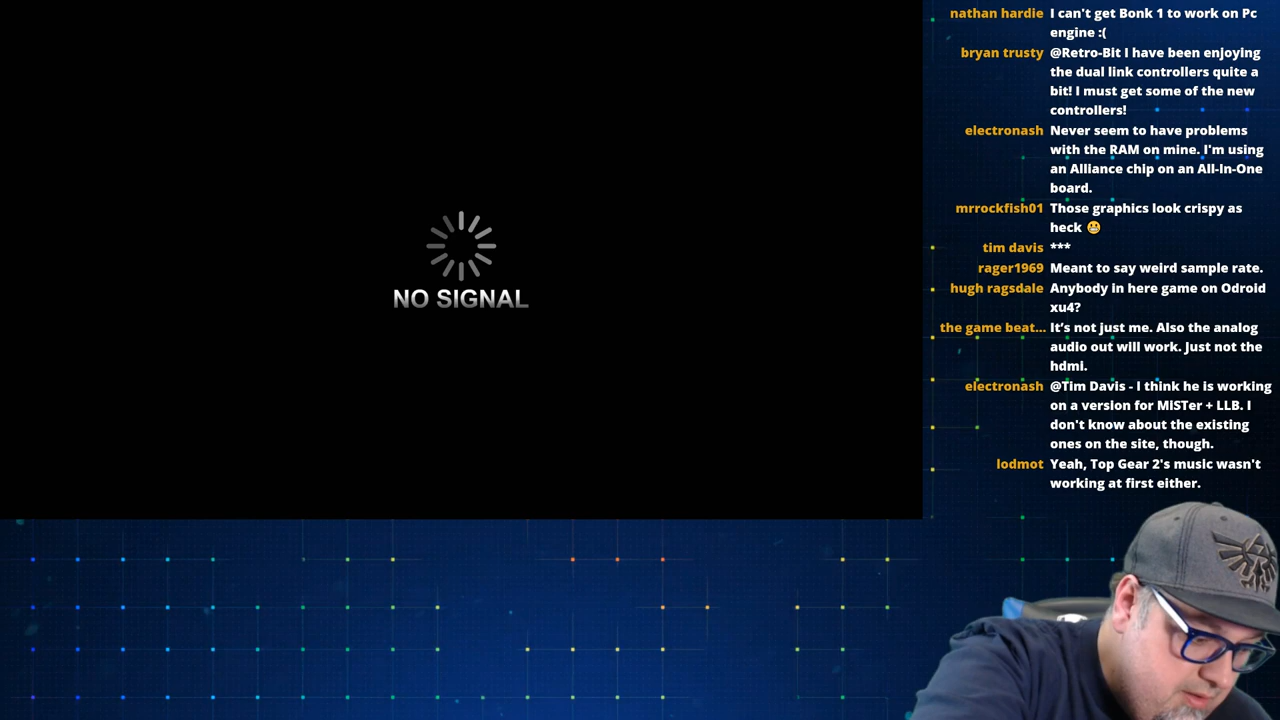 NO SIGNAL
nathan hardie I can't get Bonk 1 to work on Pc
engine :(
bryan trusty @Retro-Bit I have been enjoying
the dual link controllers quite a
bit! I must get some of the new
controllers!
electronash Never seem to have problems
with the RAM on mine. I'm using
an Alliance chip on an All-In-One
board.
mrrockfish01 Those graphics look crispy as
heck 😬
tim davis ***
rager1969 Meant to say weird sample rate.
hugh ragsdale Anybody in here game on Odroid
xu4?
the game beat... It’s not just me. Also the analog
audio out will work. Just not the
hdmi.
electronash @Tim Davis - I think he is working
on a version for MiSTer + LLB. I
don't know about the existing
ones on the site, though.
lodmot Yeah, Top Gear 2's music wasn't
working at first either.